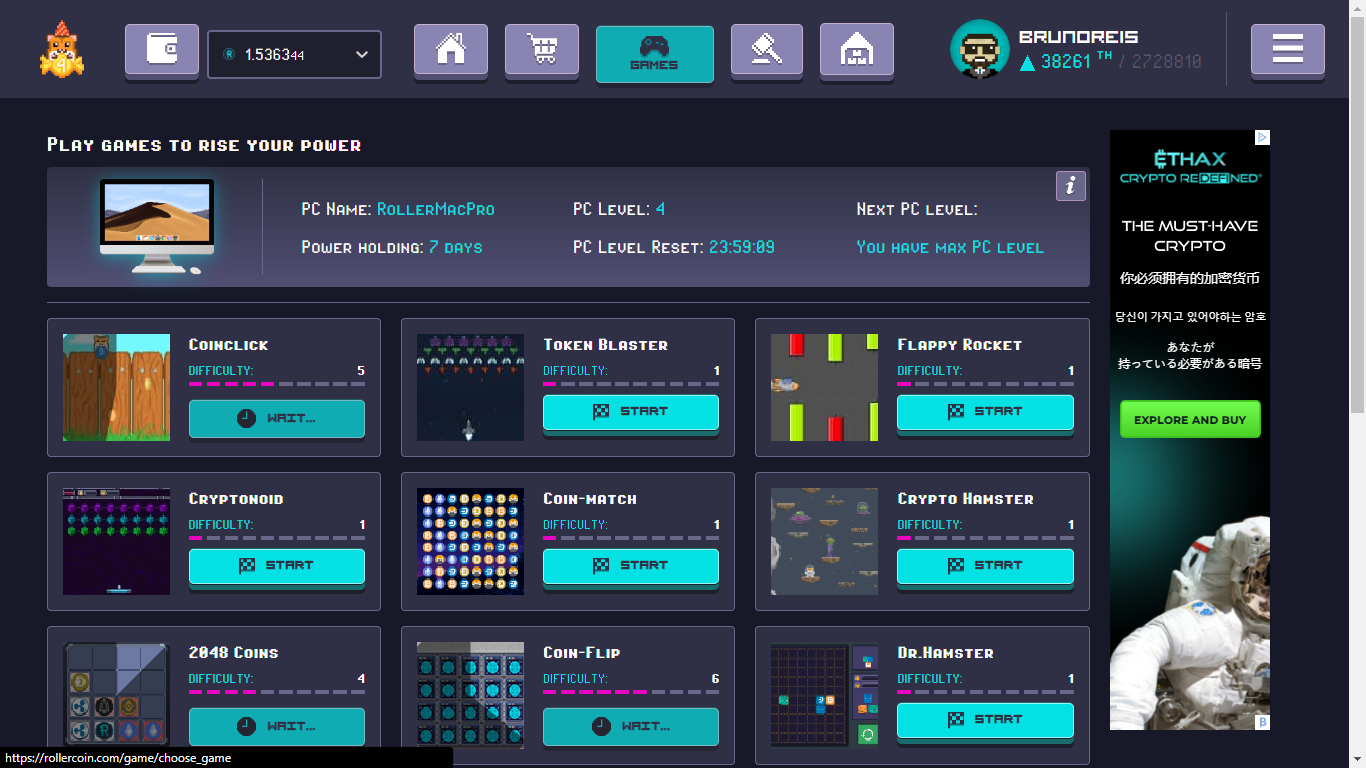 1.536344
GAMES
BRUNOREIS
38261 TH / 2728810
Play games to rise your power
PC Name: RollerMacPro
PC Level: 4
Next PC level:
Power holding: 7 days
PC Level Reset: 23:59:09
You have max PC level
i
Coinclick
Difficulty: 5
WAIT...
Token Blaster
Difficulty: 1
START
Flappy Rocket
Difficulty: 1
START
Cryptonoid
Difficulty: 1
START
Coin-match
Difficulty: 1
START
Crypto Hamster
Difficulty: 1
START
2048 Coins
Difficulty: 4
WAIT...
Coin-Flip
Difficulty: 6
WAIT...
Dr.Hamster
Difficulty: 1
START
ETHAX
CRYPTO REDEFINED
THE MUST-HAVE
CRYPTO
你必须拥有的加密货币
당신이 가지고 있어야하는 암호
あなたが
持っている必要がある暗号
EXPLORE AND BUY
https://rollercoin.com/game/choose_game